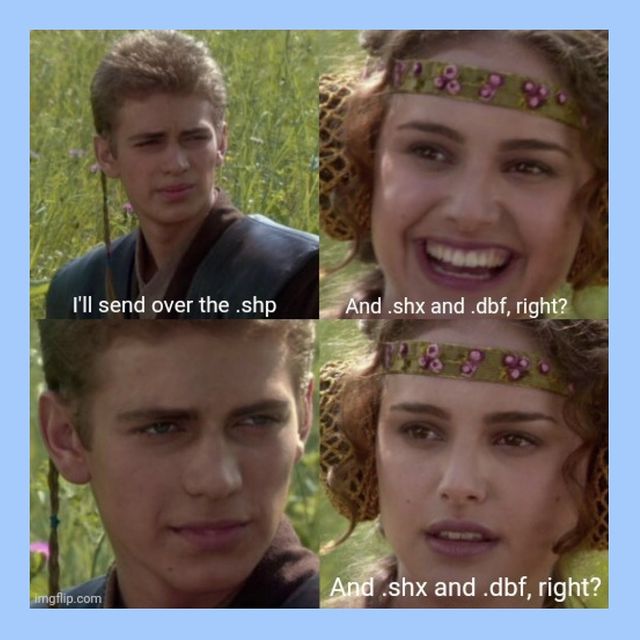 I'll send over the .shp
And .shx and .dbf, right?
And .shx and .dbf, right?
imgflip.com